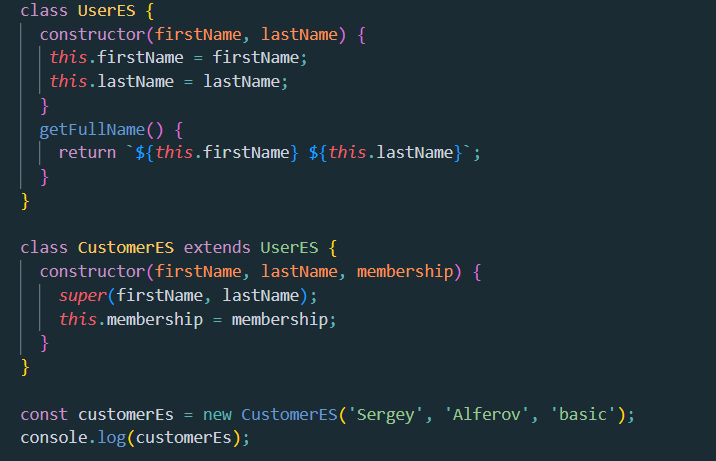 class UserES {
constructor(firstName, lastName) {
this.firstName = firstName;
this.lastName = lastName;
}
getFullName() {
return `${this.firstName} ${this.lastName}`;
}
}
class CustomerES extends UserES {
constructor(firstName, lastName, membership) {
super(firstName, lastName);
this.membership = membership;
}
}
const customerEs = new CustomerES('Sergey', 'Alferov', 'basic');
console.log(customerEs);